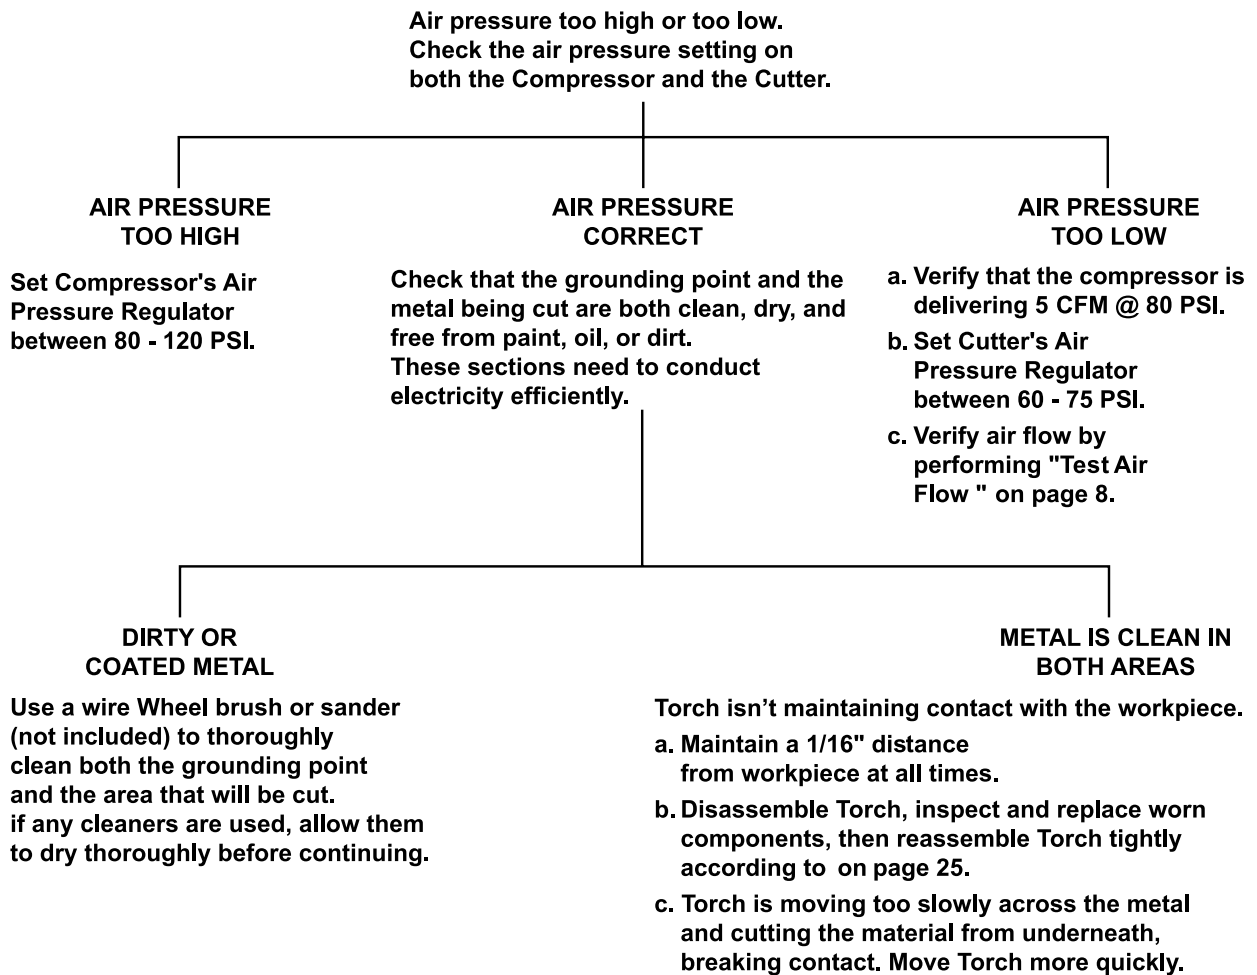 Air pressure too high or too low.
Check the air pressure setting on
both the Compressor and the Cutter.
AIR PRESSURE
TOO HIGH
Set Compressor's Air
Pressure Regulator
between 80 - 120 PSI.
AIR PRESSURE
CORRECT
Check that the grounding point and the
metal being cut are both clean, dry, and
free from paint, oil, or dirt.
These sections need to conduct
electricity efficiently.
AIR PRESSURE
TOO LOW
a. Verify that the compressor is
delivering 5 CFM @ 80 PSI.
b. Set Cutter's Air
Pressure Regulator
between 60 - 75 PSI.
c. Verify air flow by
performing "Test Air
Flow " on page 8.
DIRTY OR
COATED METAL
Use a wire Wheel brush or sander
(not included) to thoroughly
clean both the grounding point
and the area that will be cut.
if any cleaners are used, allow them
to dry thoroughly before continuing.
METAL IS CLEAN IN
BOTH AREAS
Torch isn’t maintaining contact with the workpiece.
a. Maintain a 1/16" distance
from workpiece at all times.
b. Disassemble Torch, inspect and replace worn
components, then reassemble Torch tightly
according to  on page 25.
c. Torch is moving too slowly across the metal
and cutting the material from underneath,
breaking contact. Move Torch more quickly.